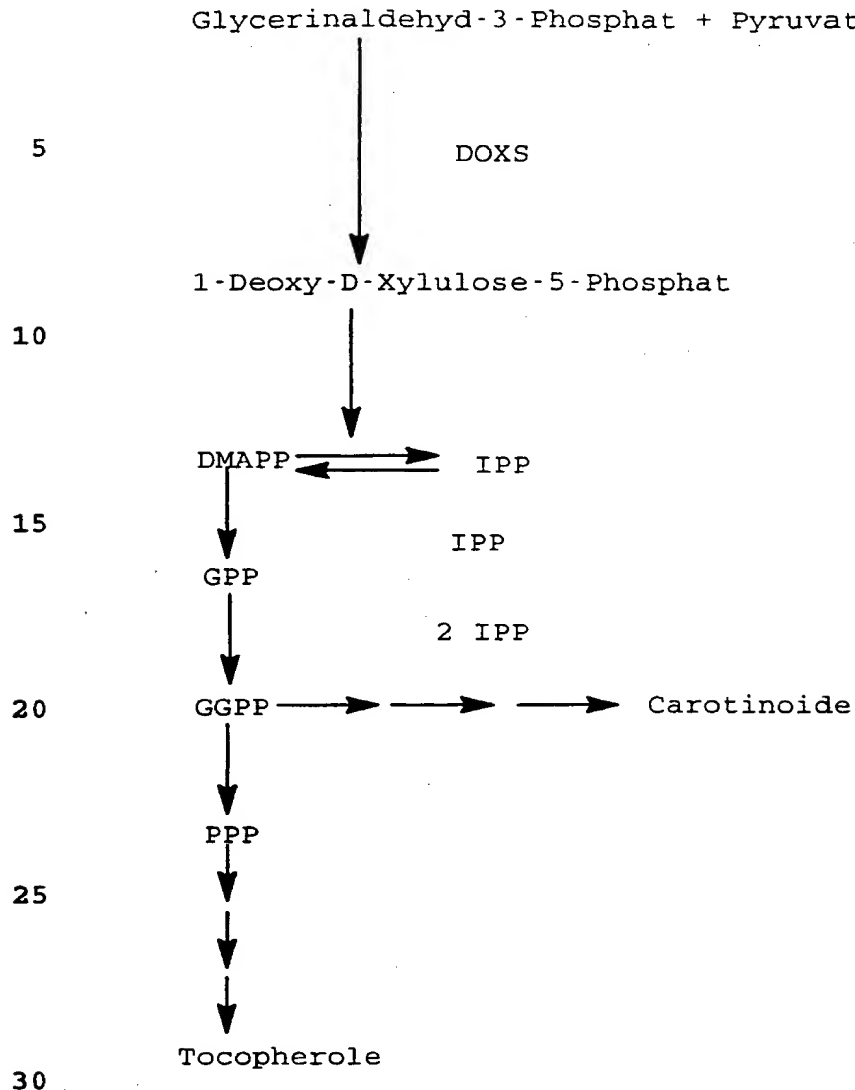 Glycerinaldehyd-3-Phosphat + Pyruvat
5 DOXS
1-Deoxy-D-Xylulose-5-Phosphat
10
DMAPP IPP
15 IPP
GPP
2 IPP
20 GGPP Carotinoide
PPP
25
Tocopherole
30